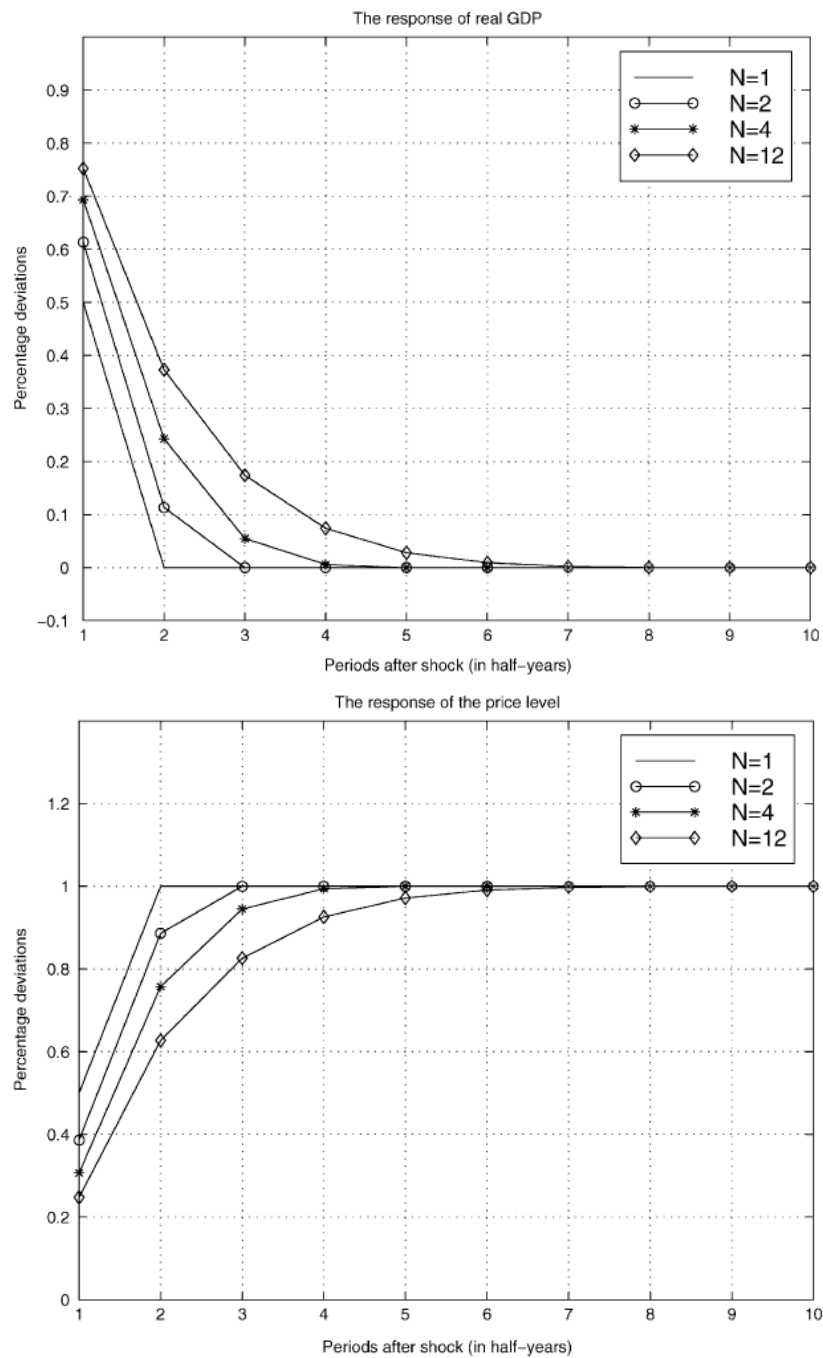 The response of real GDP
Percentage deviations
0.9
0.8
0.7
0.6
0.5
0.4
0.3
0.2
0.1
0
−0.1
N=1
N=2
N=4
N=12
1 2 3 4 5 6 7 8 9 10
Periods after shock (in half−years)
The response of the price level
Percentage deviations
1.2
1
0.8
0.6
0.4
0.2
0
N=1
N=2
N=4
N=12
1 2 3 4 5 6 7 8 9 10
Periods after shock (in half−years)